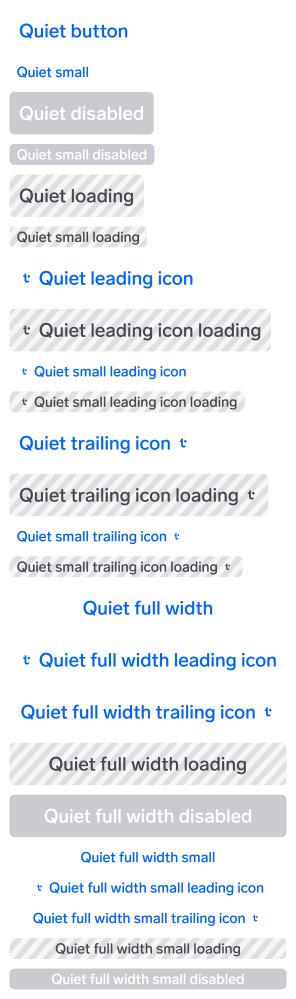 Quiet button
Quiet small
Quiet disabled
Quiet small disabled
Quiet loading
Quiet small loading
Quiet leading icon
Quiet leading icon loading
Quiet small leading icon
Quiet small leading icon loading
Quiet trailing icon
Quiet trailing icon loading
Quiet small trailing icon
Quiet small trailing icon loading
Quiet full width
Quiet full width leading icon
Quiet full width trailing icon
Quiet full width loading
Quiet full width disabled
Quiet full width small
Quiet full width small leading icon
Quiet full width small trailing icon
Quiet full width small loading
Quiet full width small disabled